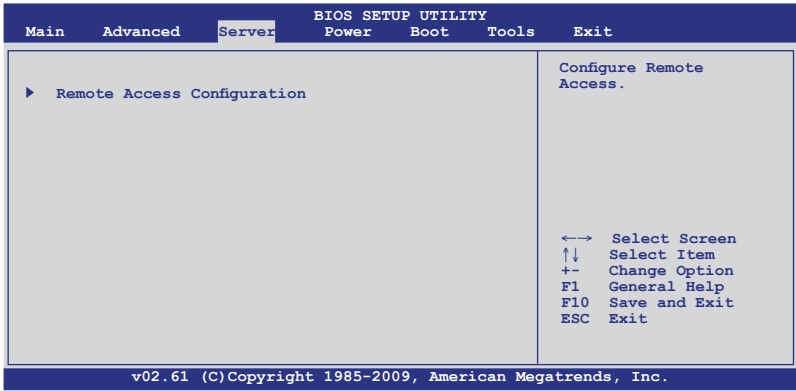 BIOS SETUP UTILITY
Main Advanced Server Power Boot Tools Exit
Remote Access Configuration
Configure Remote
Access.
←→ Select Screen
↑↓ Select Item
+- Change Option
F1 General Help
F10 Save and Exit
ESC Exit
v02.61 (C)Copyright 1985-2009, American Megatrends, Inc.